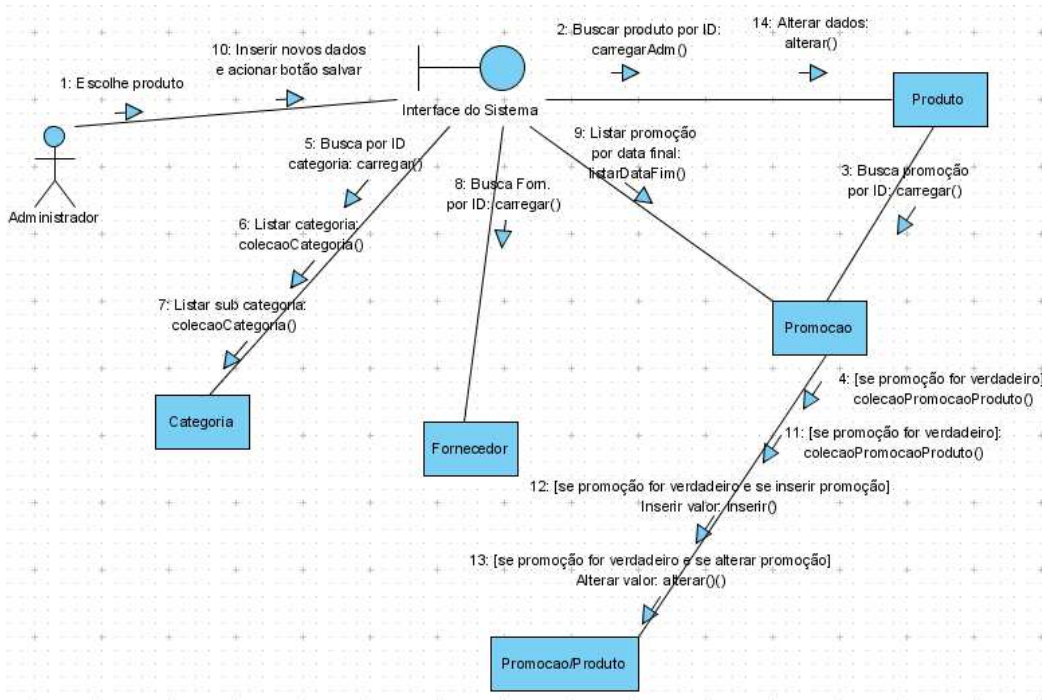 2: Buscar produto por ID:
carregarAdm()
14: Alterar dados:
alterar()
10: Inserir novos dados
e acionar botão salvar
1: Escolhe produto
Interface do Sistema
Produto
5: Busca por ID
categoria: carregar()
9: Listar promoção
por data final:
listarDataFim()
3: Busca promoção
por ID: carregar()
8: Busca Forn.
por ID: carregar()
Administrador
6: Listar categoria:
colecaoCategoria()
7: Listar sub categoria:
colecaoCategoria()
Promocao
4: [se promoção for verdadeiro]
colecaoPromocaoProduto()
Categoria
Fornecedor
11: [se promoção for verdadeiro]:
colecaoPromocaoProduto()
12: [se promoção for verdadeiro e se inserir promoção]
Inserir valor: Inserir()
13: [se promoção for verdadeiro e se alterar promoção]
Alterar valor: alterar()()
Promocao/Produto